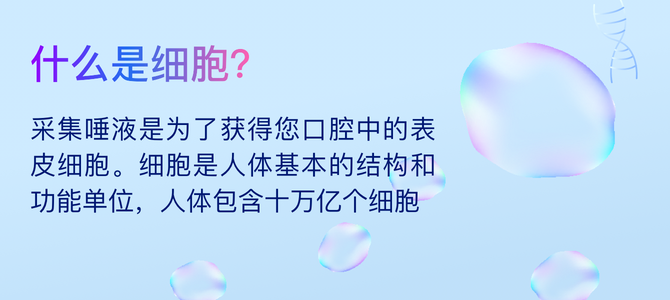 什么是细胞?
采集唾液是为了获得您口腔中的表
皮细胞。细胞是人体基本的结构和
功能单位，人体包含十万亿个细胞